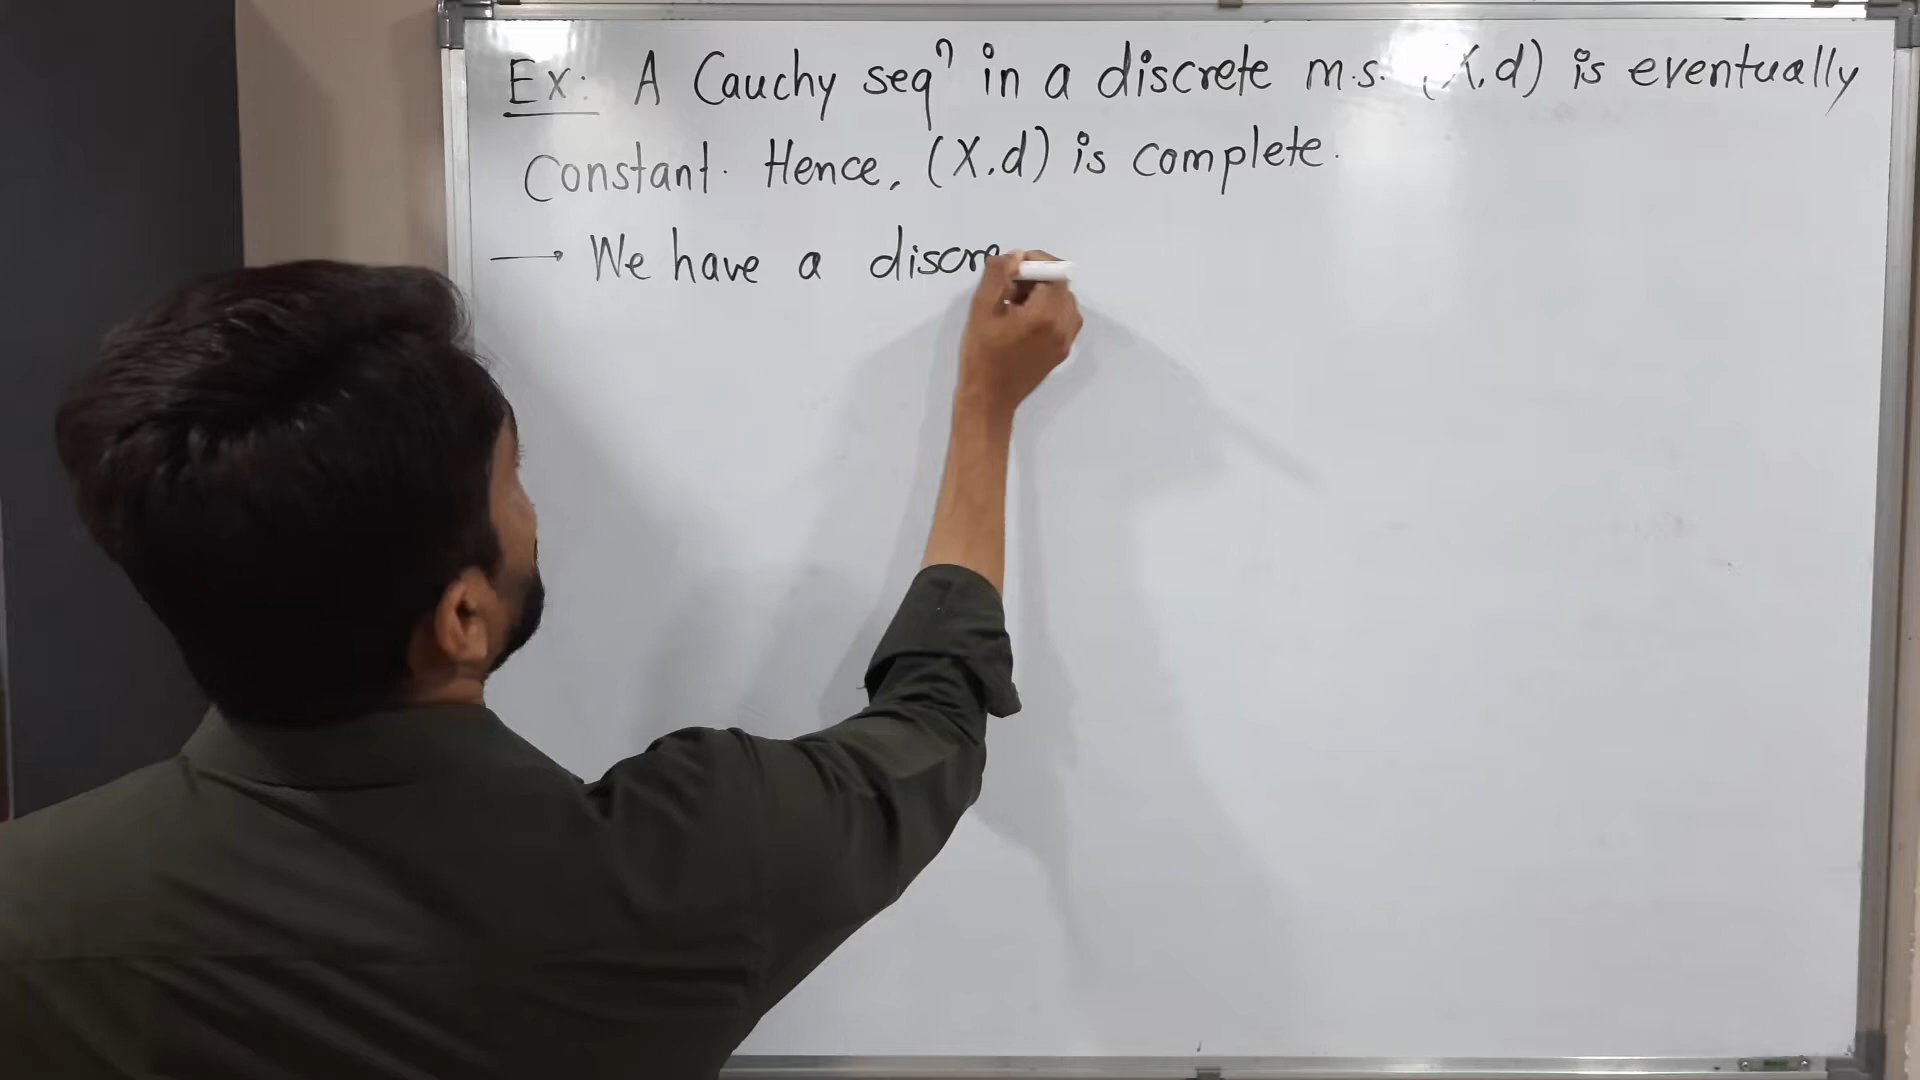 Ex: A Cauchy seqⁿ in a discrete m.s. (X,d) is eventually
Constant. Hence, (X,d) is complete.
→ We have a discre